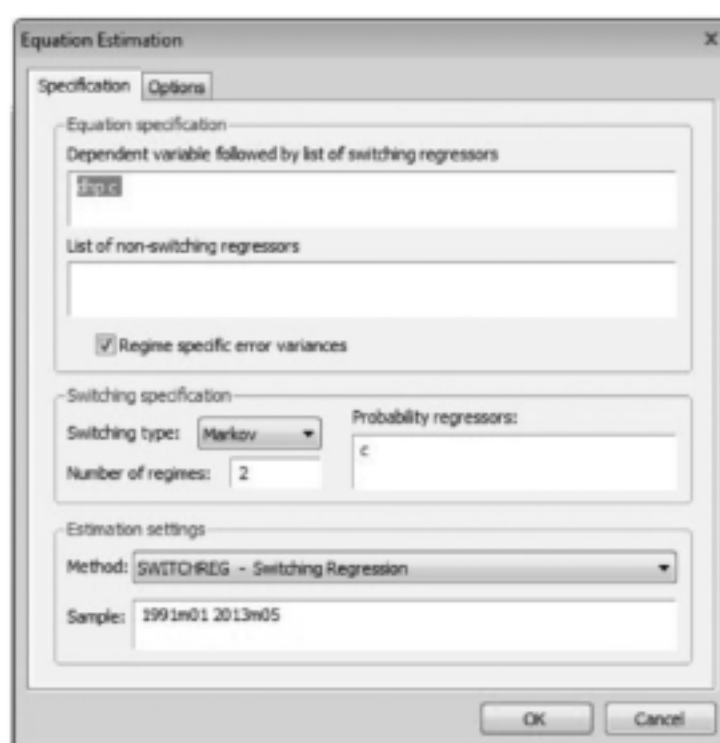 Equation Estimation
Specification
Options
Equation specification
Dependent variable followed by list of switching regressors
dhp c
List of non-switching regressors
Regime specific error variances
Switching specification
Switching type: Markov
Number of regimes: 2
Probability regressors:
c
Estimation settings
Method: SWITCHREG - Switching Regression
Sample: 1991m01 2013m05
OK
Cancel